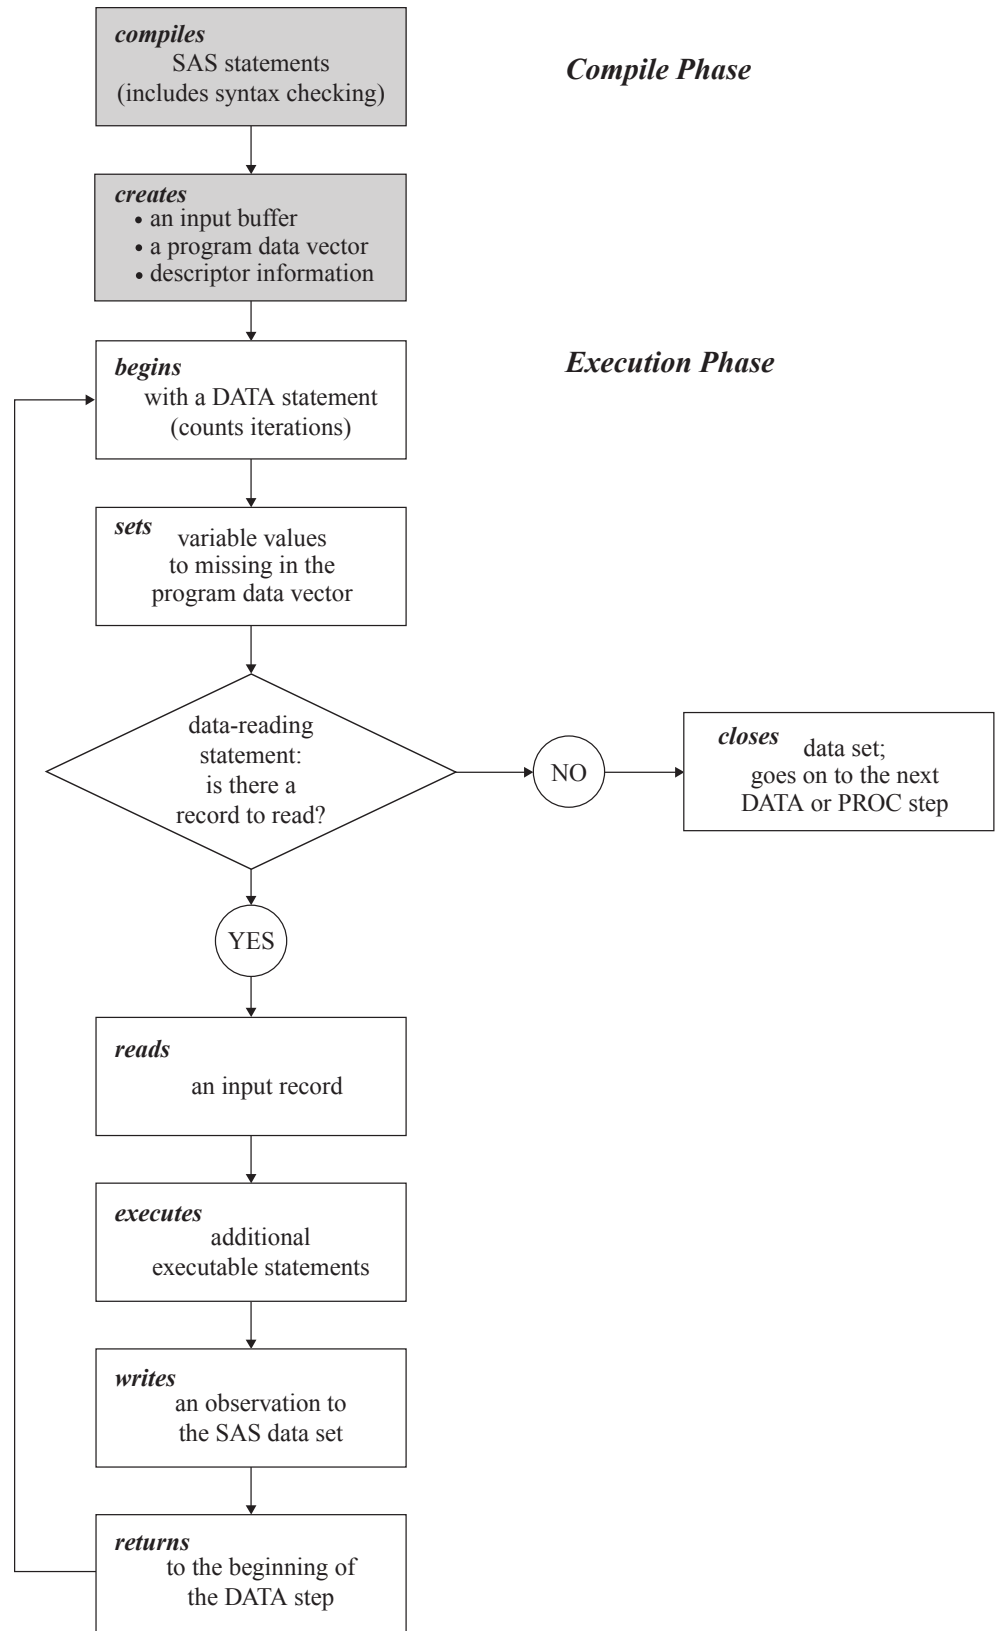 compiles
SAS statements
(includes syntax checking)
Compile Phase
creates
• an input buffer
• a program data vector
• descriptor information
begins
with a DATA statement
(counts iterations)
Execution Phase
sets variable values
to missing in the
program data vector
data-reading
statement:
is there a
record to read?
NO
closes data set;
goes on to the next
DATA or PROC step
YES
reads
an input record
executes
additional
executable statements
writes
an observation to
the SAS data set
returns
to the beginning of
the DATA step